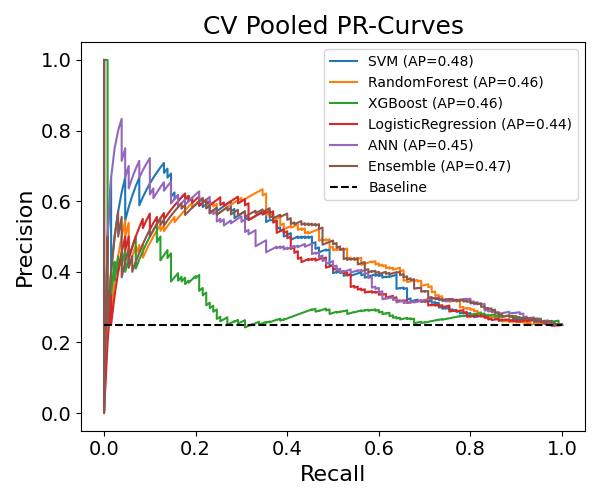 CV Pooled PR-Curves
Precision
1.0
0.8
0.6
0.4
0.2
0.0
SVM (AP=0.48)
RandomForest (AP=0.46)
XGBoost (AP=0.46)
LogisticRegression (AP=0.44)
ANN (AP=0.45)
Ensemble (AP=0.47)
Baseline
0.0 0.2 0.4 0.6 0.8 1.0
Recall